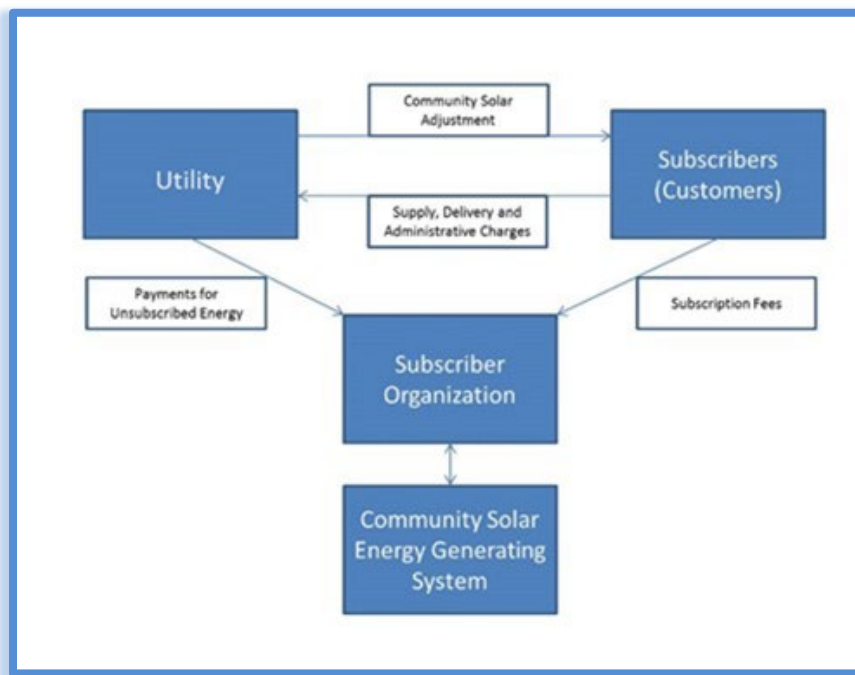 Community Solar
Adjustment
Utility
Subscribers
(Customers)
Supply, Delivery and
Administrative Charges
Payments for
Unsubscribed Energy
Subscription Fees
Subscriber
Organization
Community Solar
Energy Generating
System